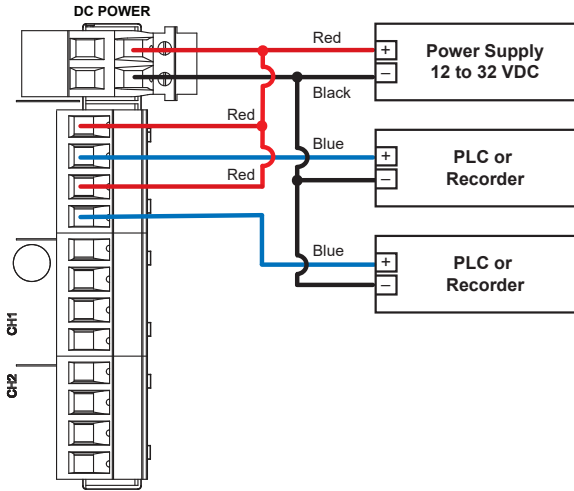 DC POWER
Red
+
Power Supply
12 to 32 VDC
–
Black
Red
Blue
+
PLC or
Recorder
–
Red
Blue
+
PLC or
Recorder
–
CH1
CH2